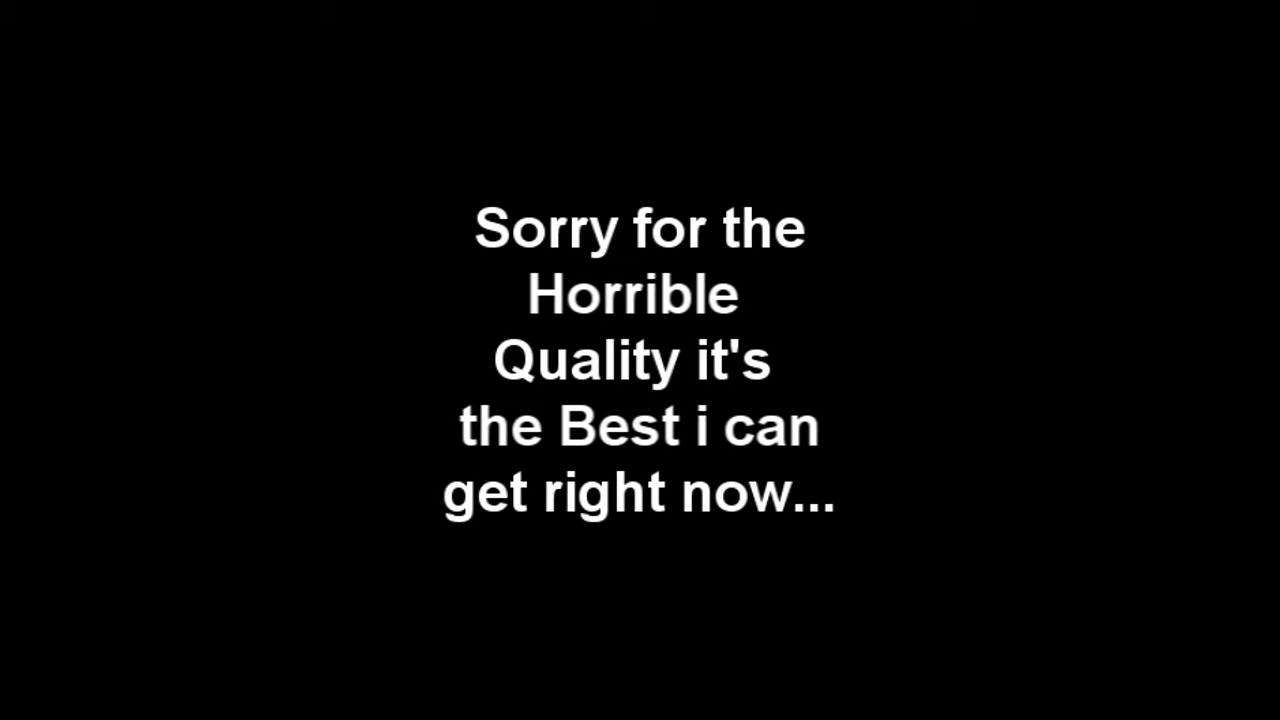 Sorry for the
Horrible
Quality it's
the Best i can
get right now...